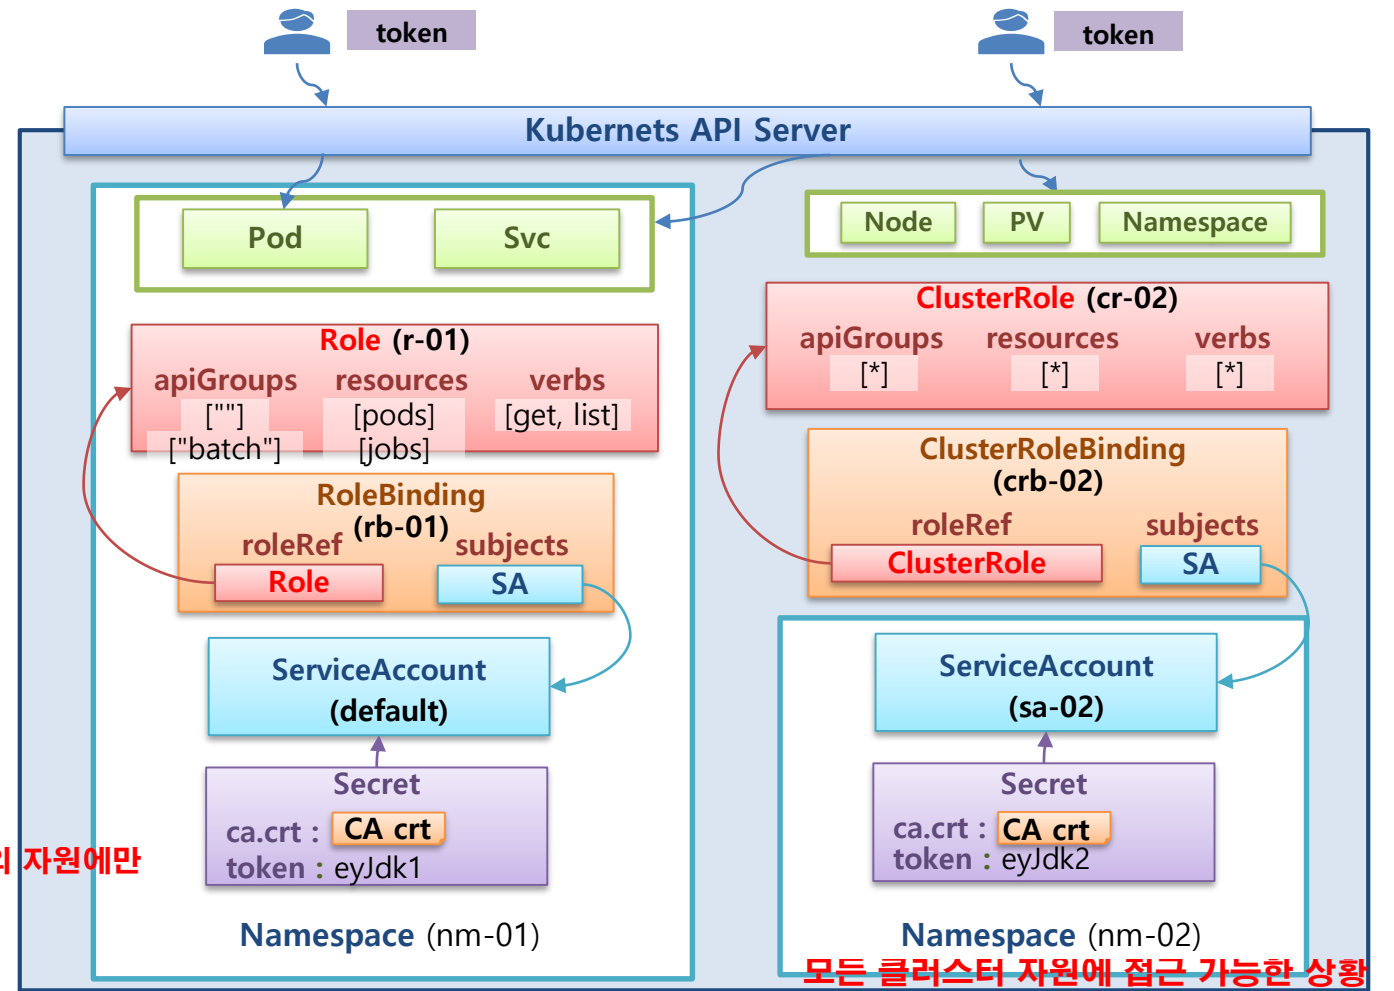 token
token
Kubernets API Server
Pod
Svc
Node
PV
Namespace
Role (r-01)
apiGroups resources verbs
[""] [pods] [get, list]
["batch"] [jobs]
RoleBinding
(rb-01)
roleRef subjects
Role
SA
ServiceAccount
(default)
Secret
ca.crt : CA crt
token : eyJdk1
Namespace (nm-01)
자원에만
ClusterRole (cr-02)
apiGroups resources verbs
[*] [*] [*]
ClusterRoleBinding
(crb-02)
roleRef subjects
ClusterRole
SA
ServiceAccount
(sa-02)
Secret
ca.crt : CA crt
token : eyJdk2
Namespace (nm-02)
모든 클러스터 자원에 접근 가능한 상황